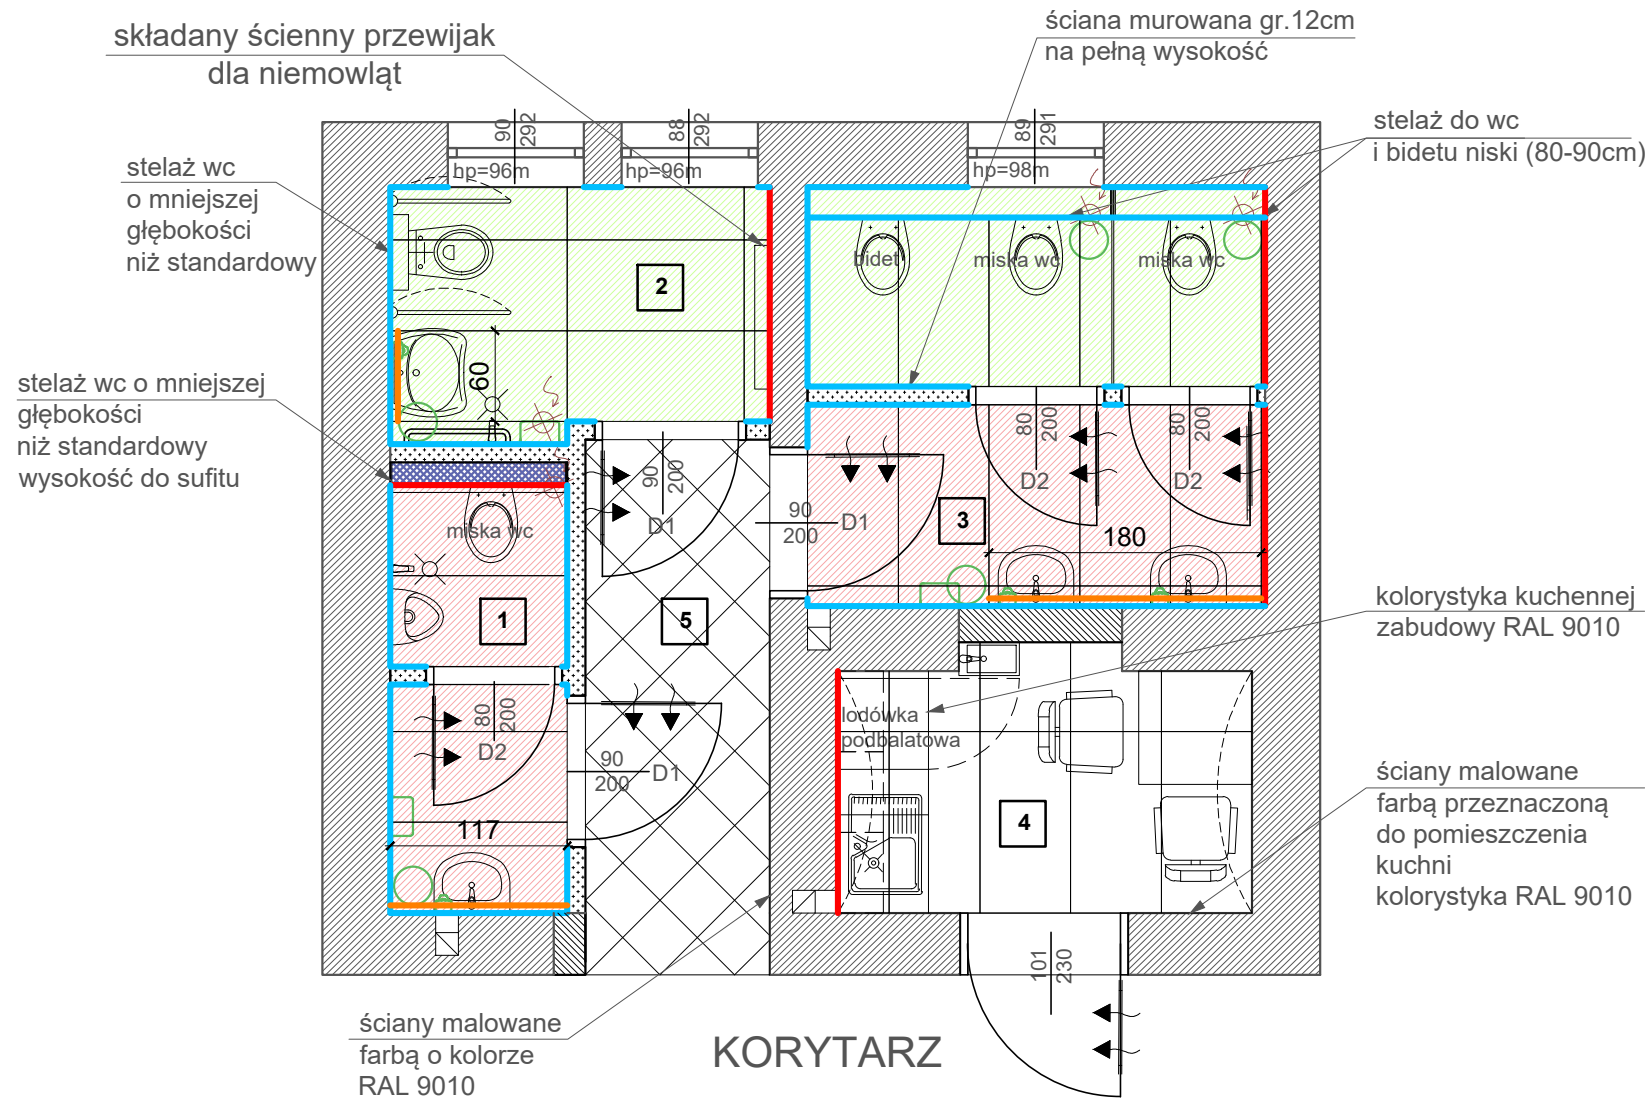 składany ścienny przewijak
dla niemowląt
ściana murowana gr.12cm
na pełną wysokość
stelaż do wc
i bidetu niski (80-90cm)
stelaż wc
o mniejszej
głębokości
niż standardowy
90
292
hp=96m
88
292
hp=96m
89
291
hp=98m
2
bidet
miska wc
miska wc
60
stelaż wc o mniejszej
głębokości
niż standardowy
wysokość do sufitu
90
200
D1
80
200
D2
80
200
D2
90
200
D1
3
180
miska wc
1
5
kolorystyka kuchennej
zabudowy RAL 9010
80
200
D2
90
200
D1
lodówka
podbalatowa
4
117
ściany malowane
farbą przeznaczoną
do pomieszczenia
kuchni
kolorystyka RAL 9010
101
230
ściany malowane
farbą o kolorze
RAL 9010
KORYTARZ